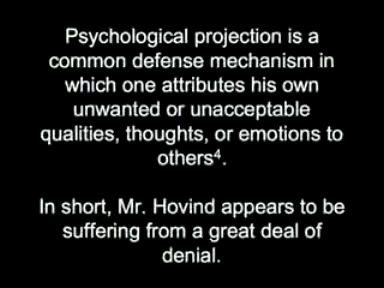 Psychological projection is a
common defense mechanism in
which one attributes his own
unwanted or unacceptable
qualities, thoughts, or emotions to
others⁴.
In short, Mr. Hovind appears to be
suffering from a great deal of
denial.